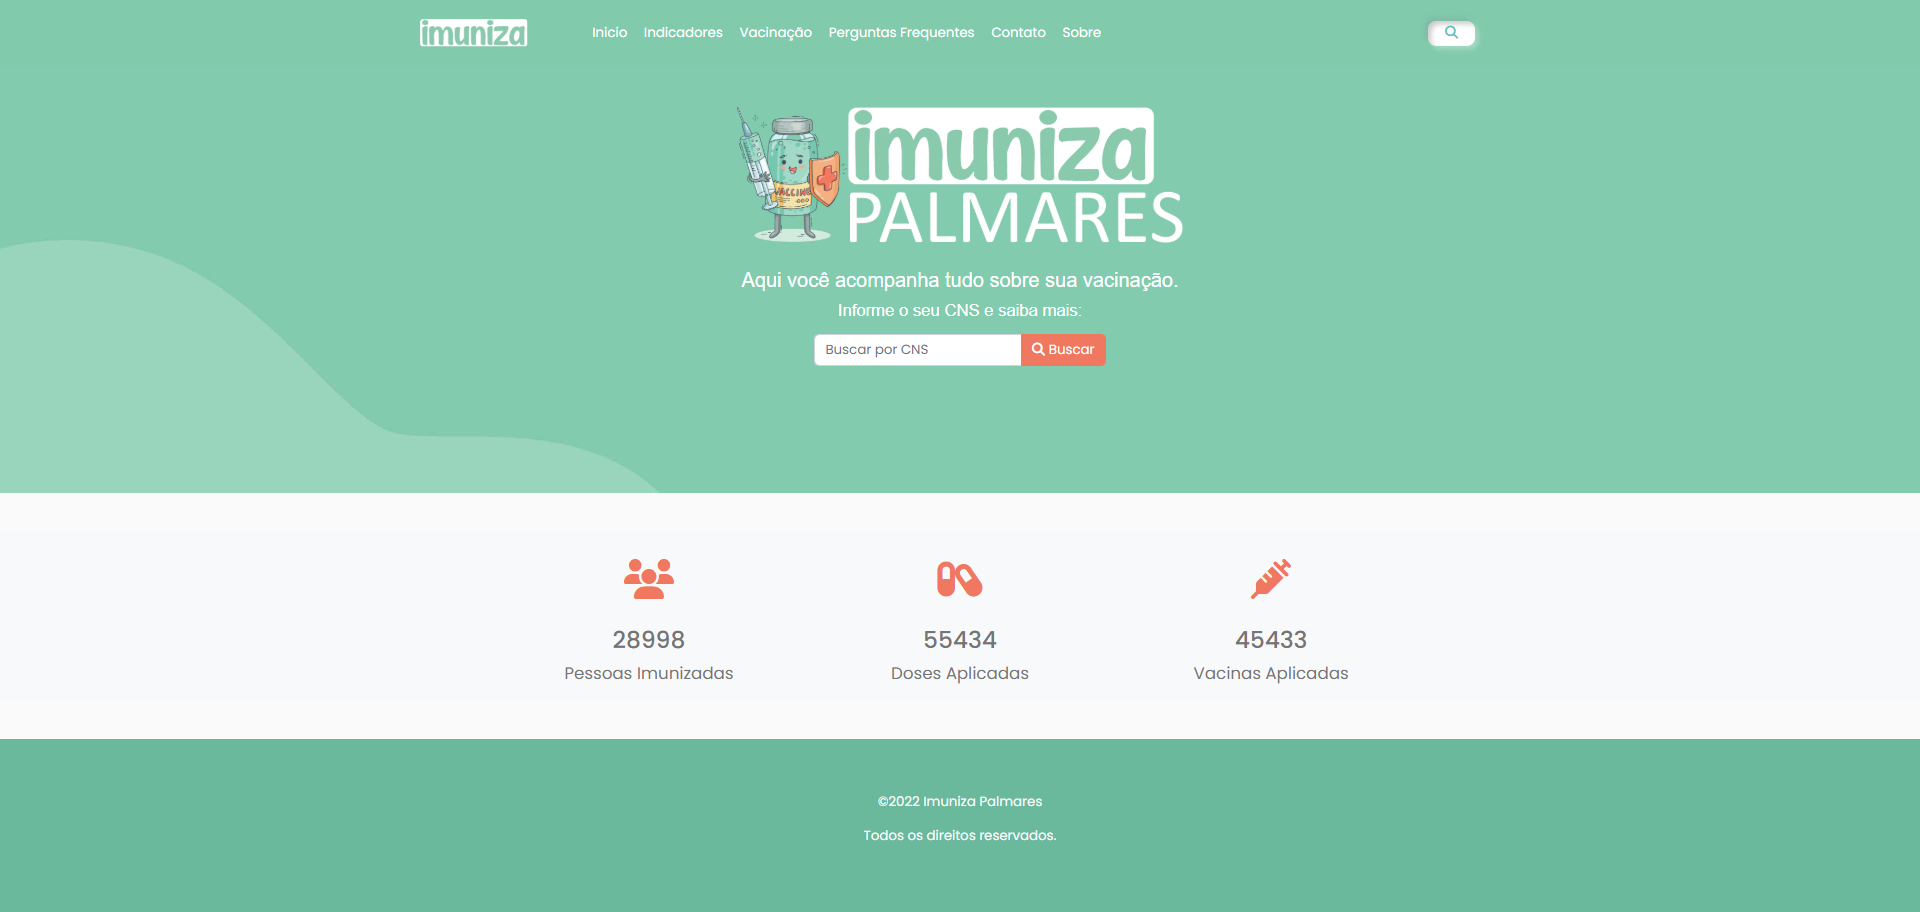 imuniza
Inicio Indicadores Vacinação Perguntas Frequentes Contato Sobre
imuniza
PALMARES
VACCINE
Aqui você acompanha tudo sobre sua vacinação.
Informe o seu CNS e saiba mais:
Buscar por CNS Buscar
28998 55434 45433
Pessoas Imunizadas Doses Aplicadas Vacinas Aplicadas
©2022 Imuniza Palmares
Todos os direitos reservados.